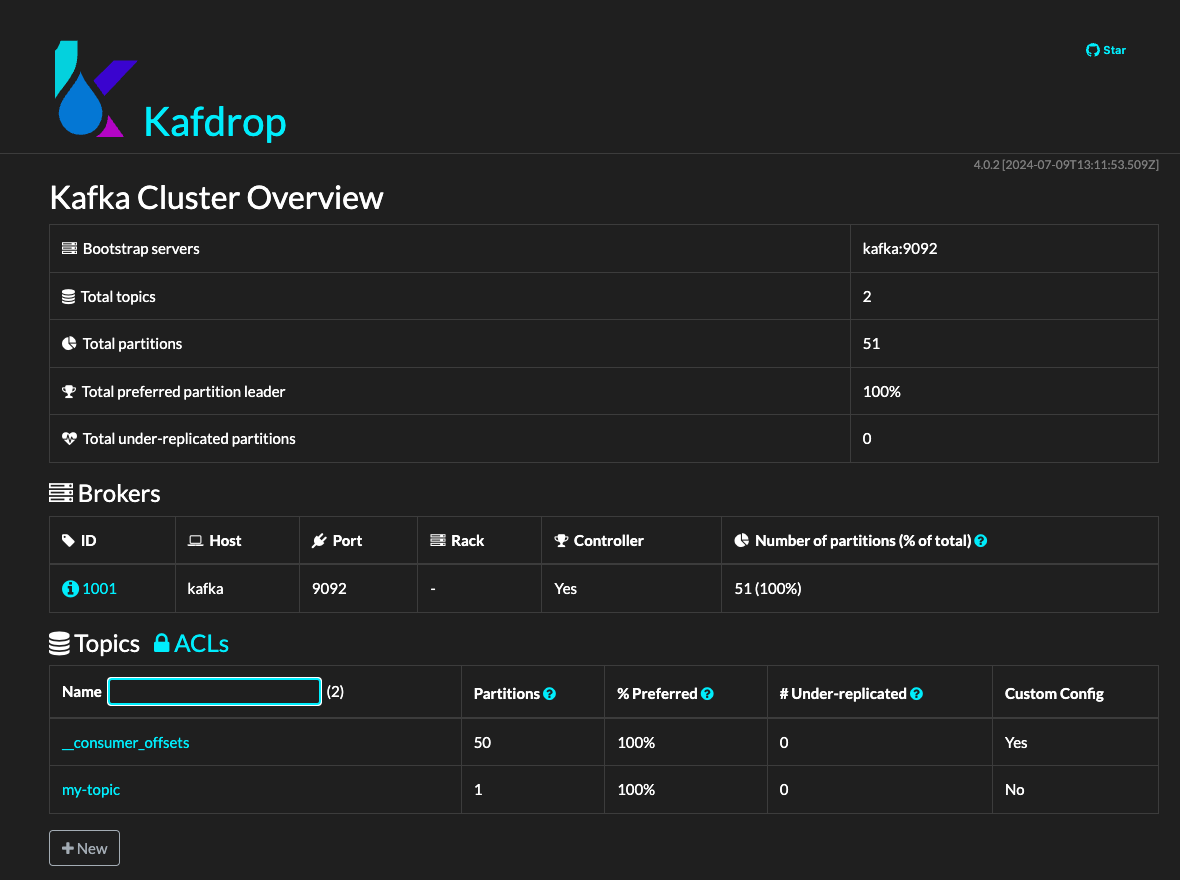 Star
Kafdrop
4.0.2 [2024-07-09T13:11:53.509Z]
Kafka Cluster Overview
Bootstrap servers kafka:9092
Total topics 2
Total partitions 51
Total preferred partition leader 100%
Total under-replicated partitions 0
Brokers
ID Host Port Rack Controller Number of partitions (% of total)
1001 kafka 9092 - Yes 51 (100%)
Topics ACLs
Name (2) Partitions % Preferred # Under-replicated Custom Config
__consumer_offsets 50 100% 0 Yes
my-topic 1 100% 0 No
New